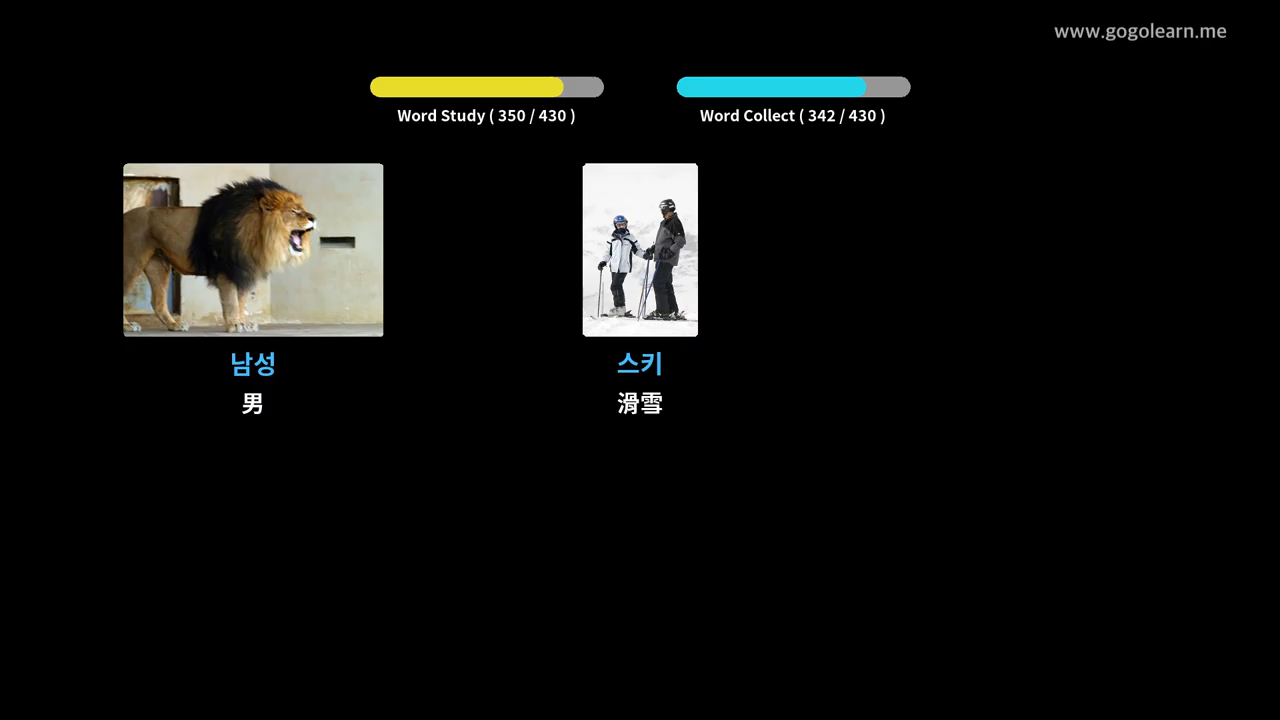 www.gogolearn.me
Word Study ( 350 / 430 )
Word Collect ( 342 / 430 )
남성
男
스키
滑雪